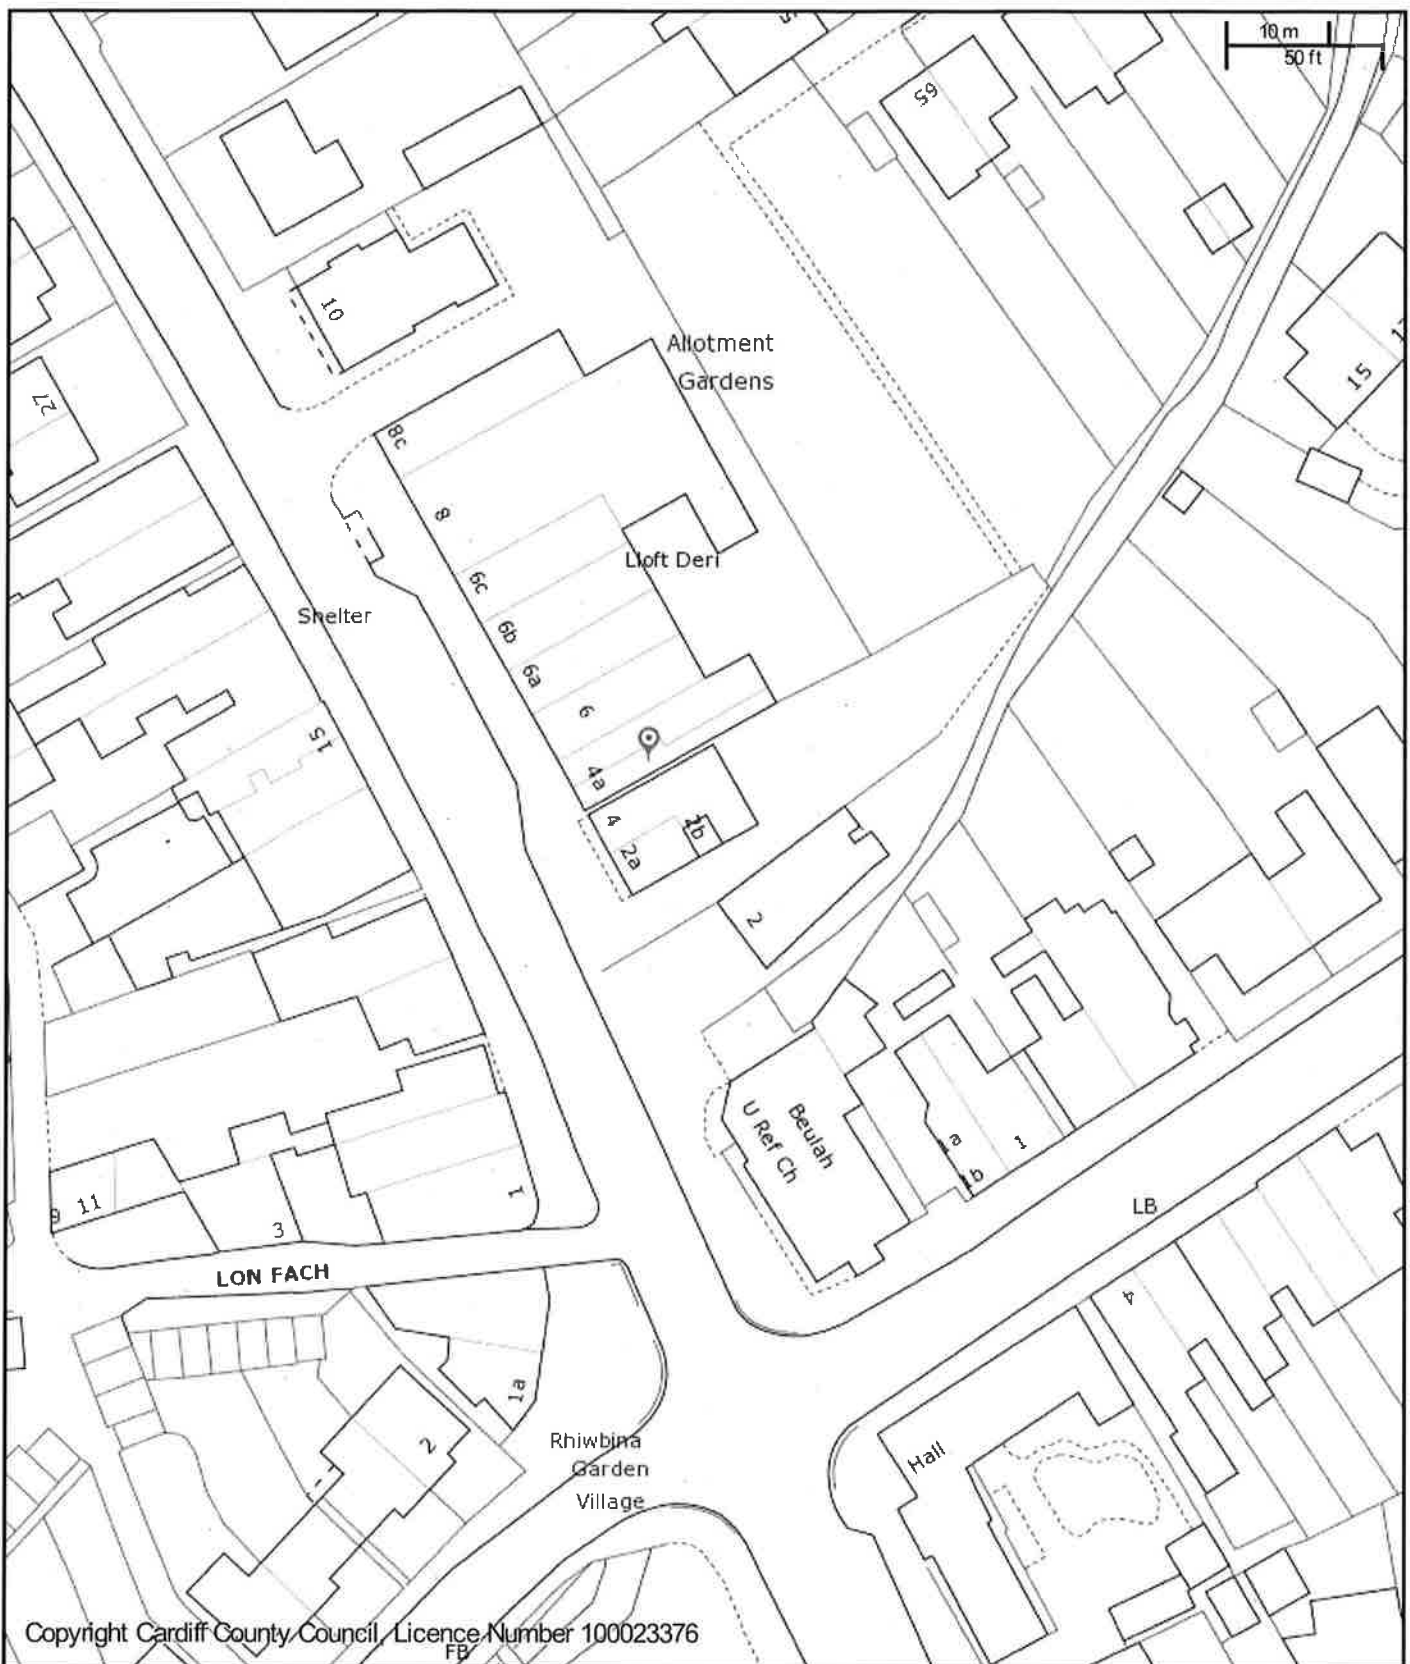 10 m
50 ft
65
10
Allotment
Gardens
27
15
8c
8
Lloft Deri
6c
Shelter
6b
6a
6
15
4a
4
2b
2a
2
Beulah
U Ref Ch
1a
1
1b
LB
9
11
3
1
LON FACH
4
1a
2
Rhiwbina
Garden
Village
Hall
Copyright Cardiff County Council, Licence Number 100023376
FB